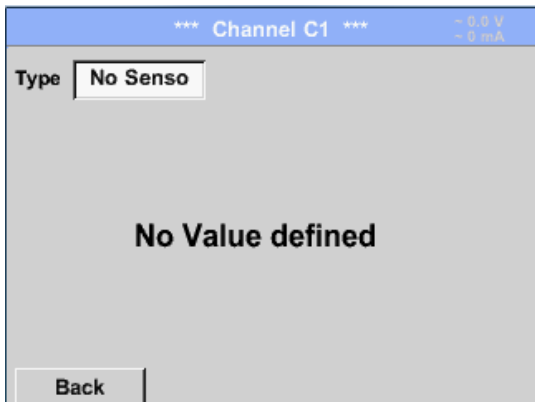 *** Channel C1 ***
~ 0.0 V
~ 0 mA
Type No Senso
No Value defined
Back